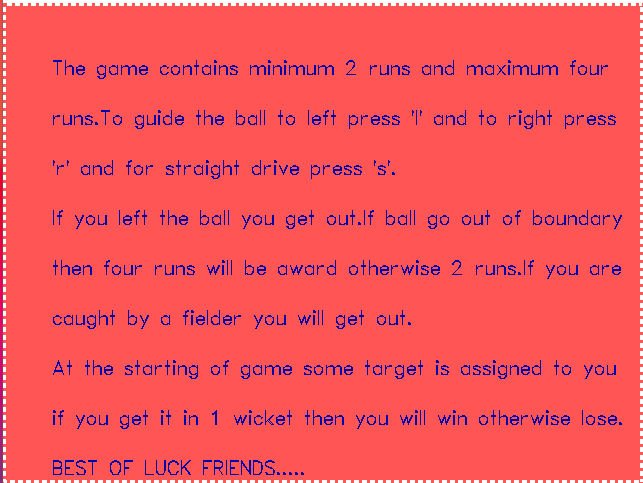 The game contains minimum 2 runs and maximum four
runs.To guide the ball to left press 'l' and to right press
'r' and for straight drive press 's'.
If you left the ball you get out.If ball go out of boundary
then four runs will be award otherwise 2 runs.If you are
caught by a fielder you will get out.
At the starting of game some target is assigned to you
if you get it in 1 wicket then you will win otherwise lose.
BEST OF LUCK FRIENDS.....